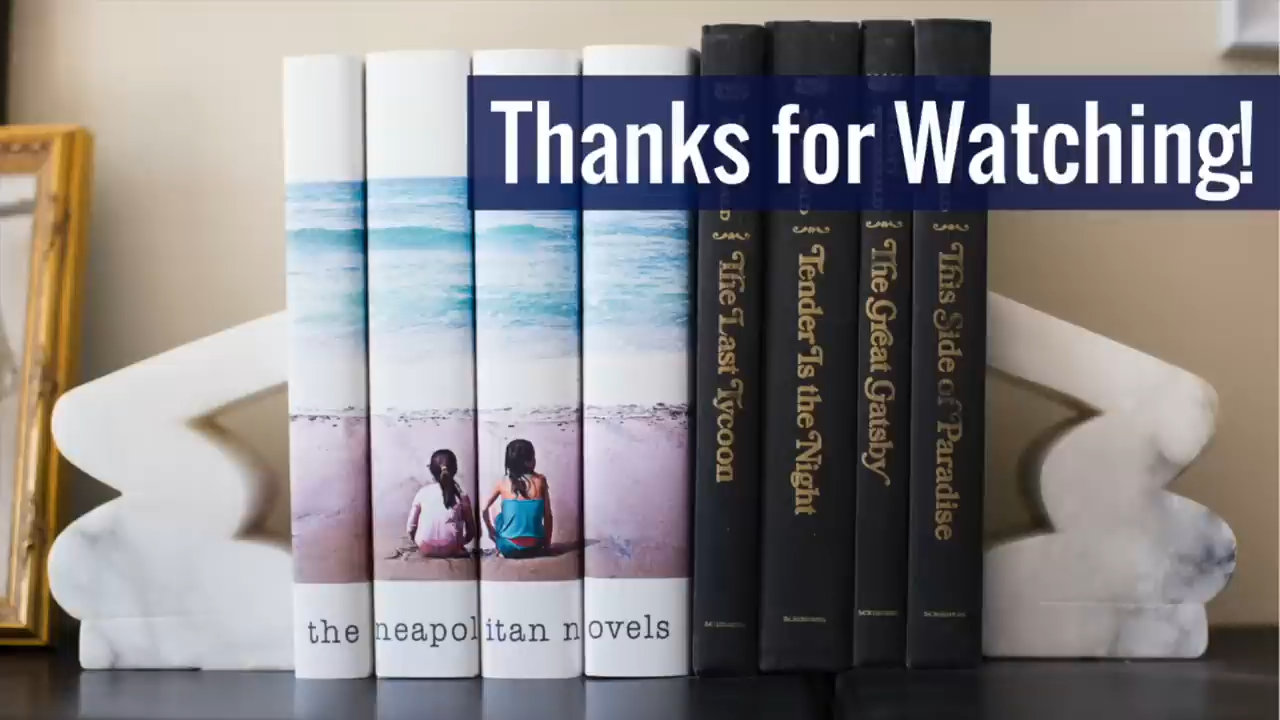 Thanks for Watching!
the neapolitan novels
The Last Tycoon
Tender Is the Night
The Great Gatsby
This Side of Paradise